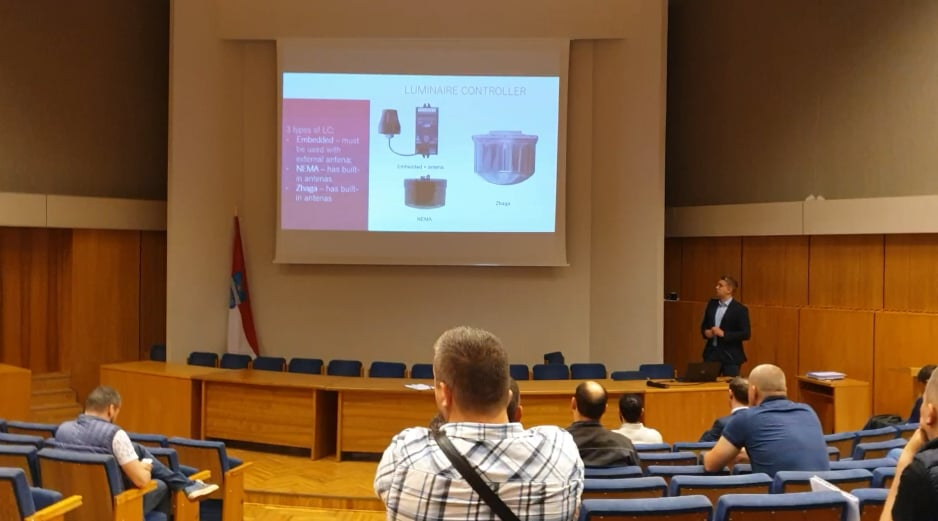 LUMINAIRE CONTROLLER
3 types of LC:
• Embedded – must
be used with
external antena;
• NEMA – has built-
in antenas
• Zhaga – has built-
in antenas
Embedded + antena
NEMA
Zhaga